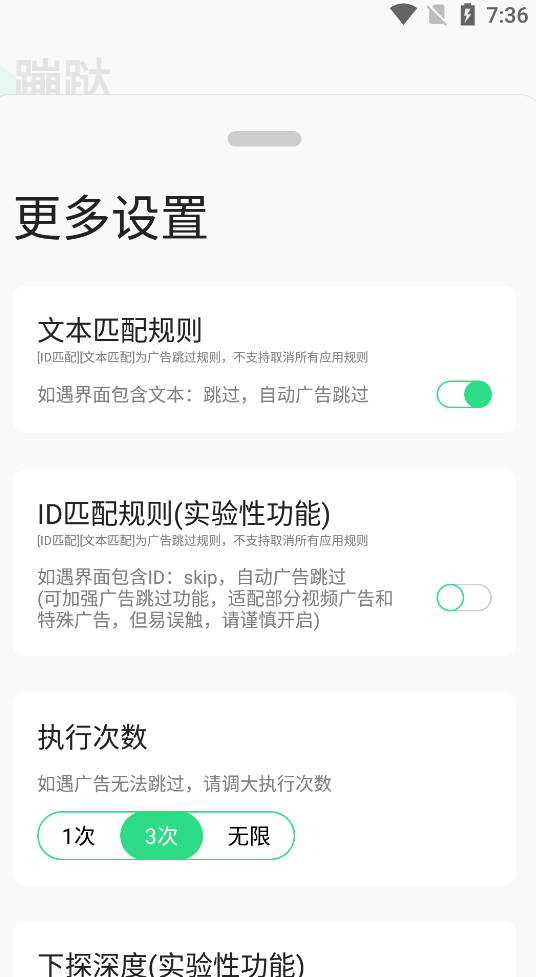 7:36
蹦跶
更多设置
文本匹配规则
[ID匹配][文本匹配]为广告跳过规则，不支持取消所有应用规则
如遇界面包含文本：跳过，自动广告跳过
ID匹配规则(实验性功能)
[ID匹配][文本匹配]为广告跳过规则，不支持取消所有应用规则
如遇界面包含ID：skip，自动广告跳过
(可加强广告跳过功能，适配部分视频广告和
特殊广告，但易误触，请谨慎开启)
执行次数
如遇广告无法跳过，请调大执行次数
1次 3次 无限
下探深度(实验性功能)